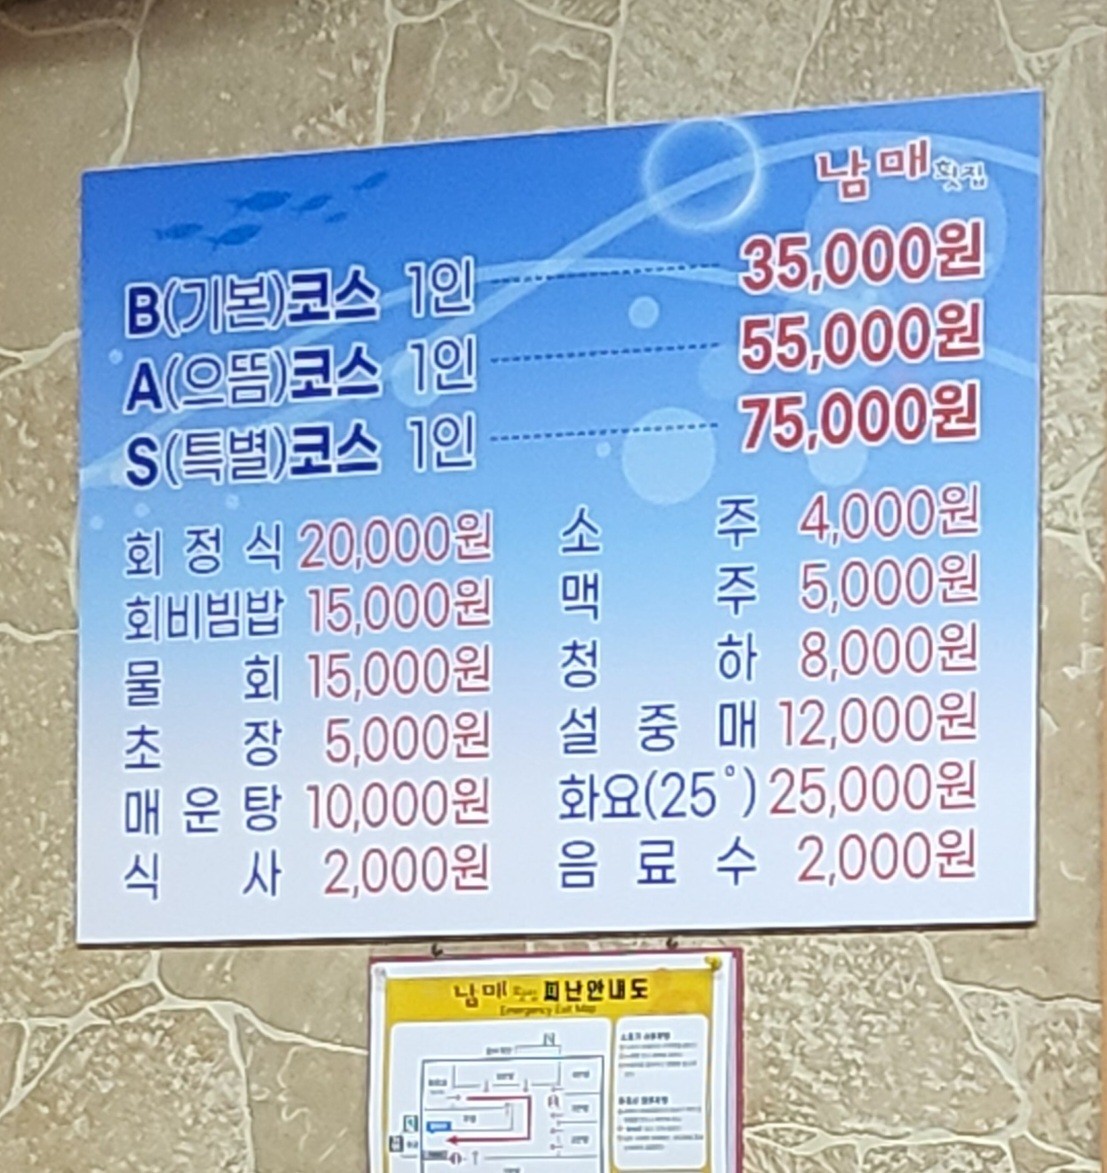 남매횟집
B(기본)코스 1인 35,000원
A(으뜸)코스 1인 55,000원
S(특별)코스 1인 75,000원
회정식 20,000원
회비빔밥 15,000원
물회 15,000원
초장 5,000원
매운탕 10,000원
식사 2,000원
소주 4,000원
맥주 5,000원
청하 8,000원
설중매 12,000원
화요(25°) 25,000원
음료수 2,000원
남매횟집 피난안내도
Emergency Exit Map